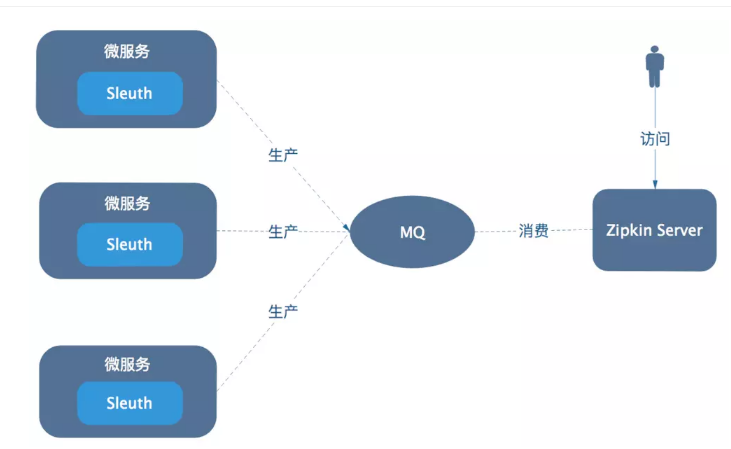 微服务
Sleuth
生产
微服务
Sleuth
生产
生产
微服务
Sleuth
MQ
消费
访问
Zipkin Server